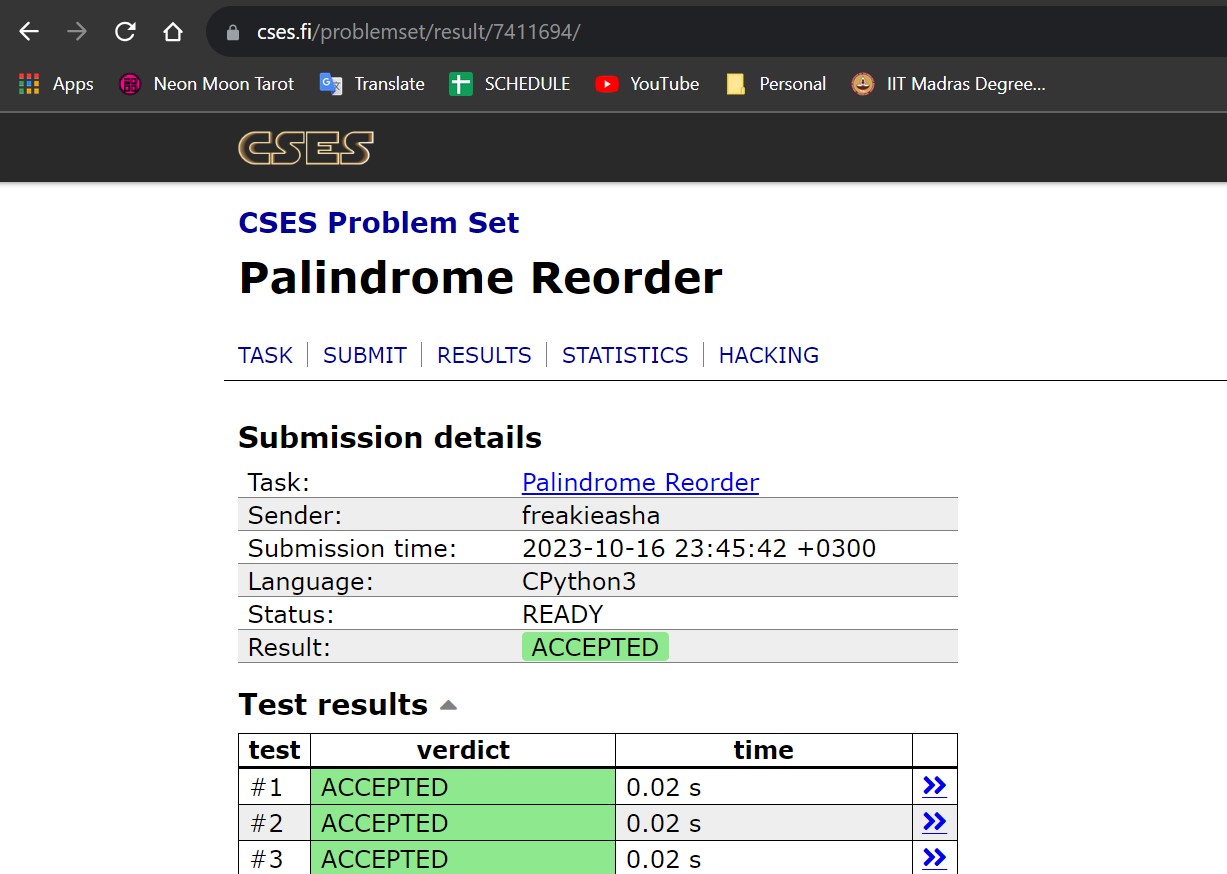 cses.fi/problemset/result/7411694/
Apps Neon Moon Tarot Translate SCHEDULE YouTube Personal IIT Madras Degree...
CSES
CSES Problem Set
Palindrome Reorder
TASK SUBMIT RESULTS STATISTICS HACKING
Submission details
Task: Palindrome Reorder
Sender: freakieasha
Submission time: 2023-10-16 23:45:42 +0300
Language: CPython3
Status: READY
Result: ACCEPTED
Test results
test verdict time
#1 ACCEPTED 0.02 s »
#2 ACCEPTED 0.02 s »
#3 ACCEPTED 0.02 s »